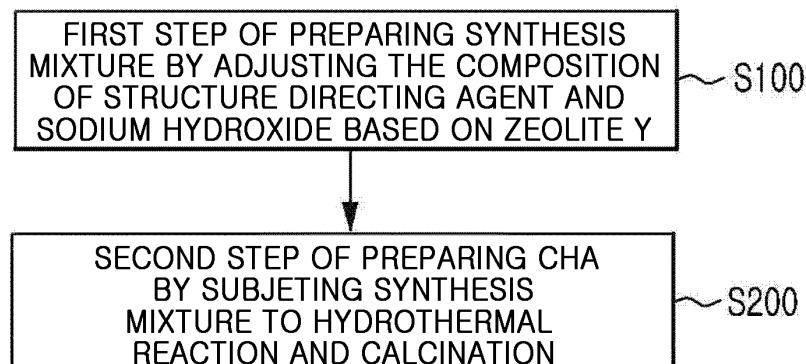 FIRST STEP OF PREPARING SYNTHESIS
MIXTURE BY ADJUSTING THE COMPOSITION
OF STRUCTURE DIRECTING AGENT AND
SODIUM HYDROXIDE BASED ON ZEOLITE Y
S100
SECOND STEP OF PREPARING CHA
BY SUBJETING SYNTHESIS
MIXTURE TO HYDROTHERMAL
REACTION AND CALCINATION
S200